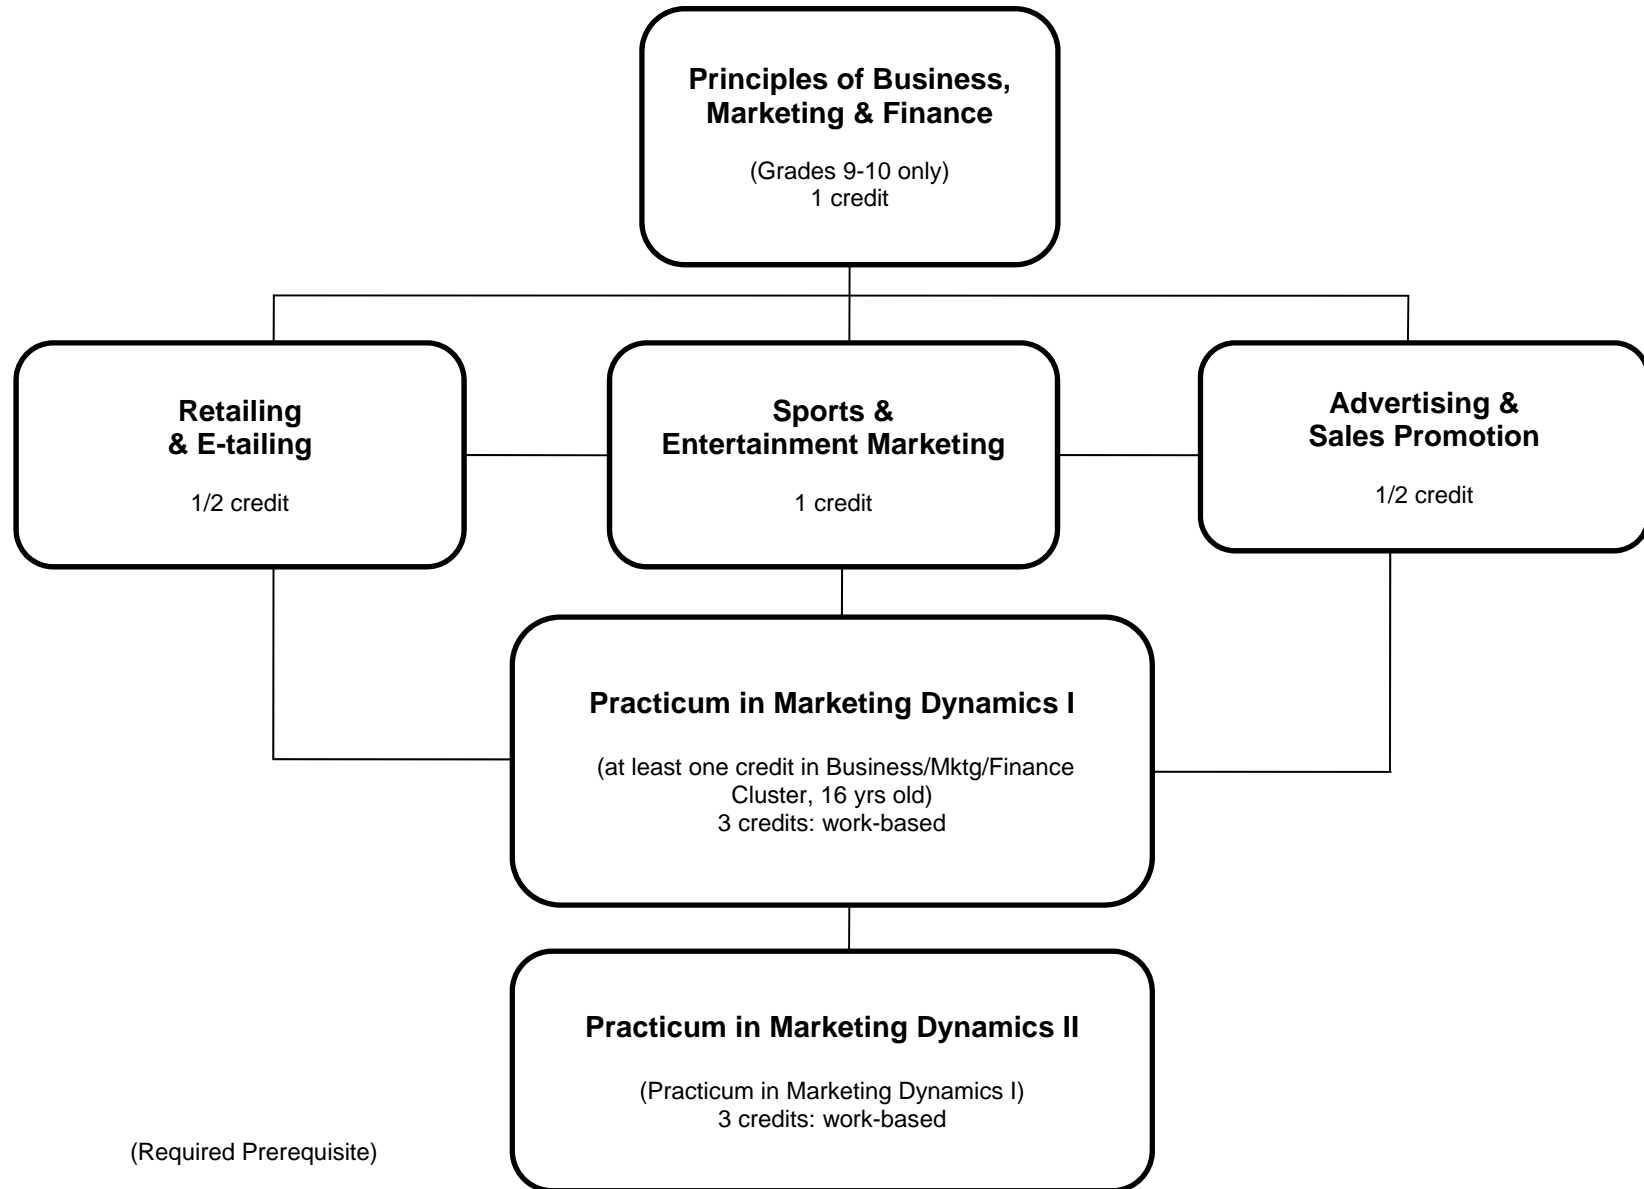 Principles of Business,
Marketing & Finance
(Grades 9-10 only)
1 credit
Retailing
& E-tailing
1/2 credit
Sports &
Entertainment Marketing
1 credit
Advertising &
Sales Promotion
1/2 credit
Practicum in Marketing Dynamics I
(at least one credit in Business/Mktg/Finance
Cluster, 16 yrs old)
3 credits: work-based
Practicum in Marketing Dynamics II
(Practicum in Marketing Dynamics I)
3 credits: work-based
(Required Prerequisite)